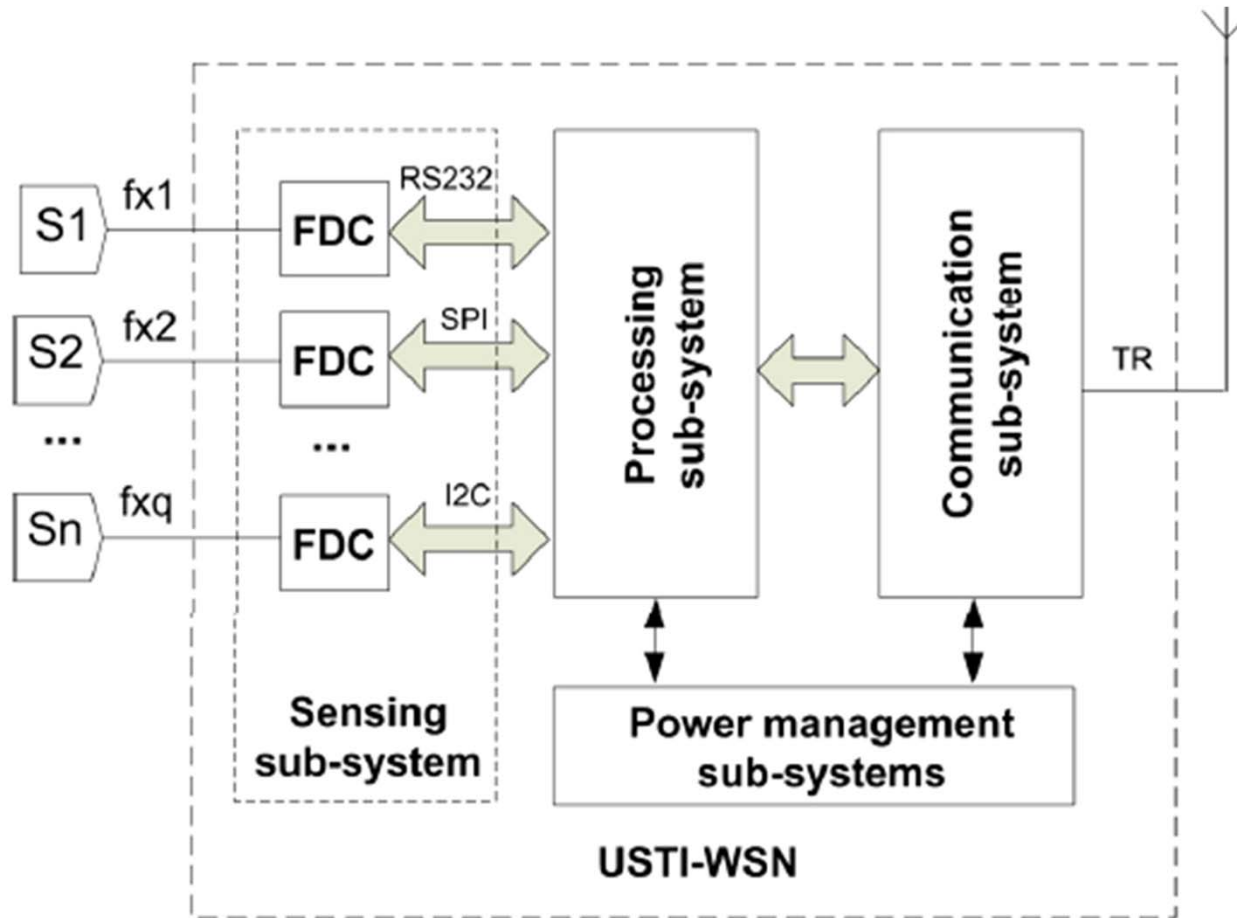 S1
fx1
FDC
RS232
S2
fx2
FDC
SPI
...
...
Sn
fxq
FDC
I2C
Sensing
sub-system
Processing
sub-system
Communication
sub-system
TR
Power management
sub-systems
USTI-WSN